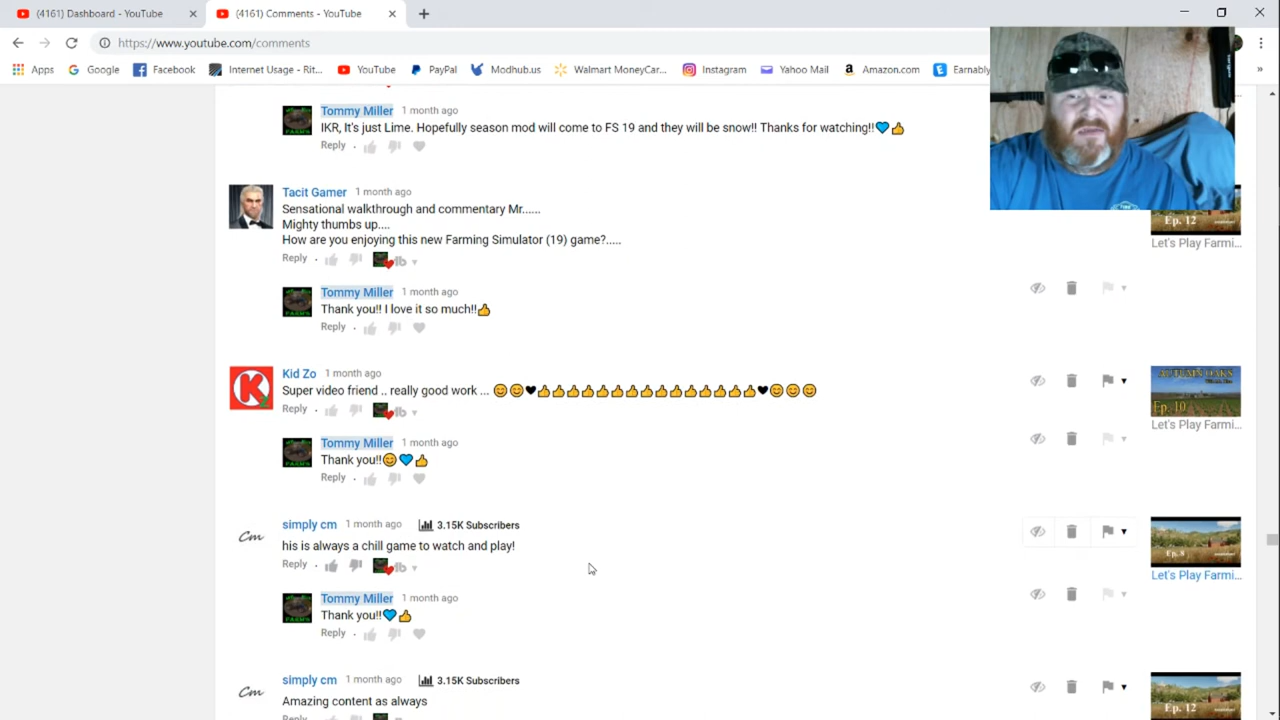 (4161) Dashboard - YouTube
(4161) Comments - YouTube
https://www.youtube.com/comments
Apps Google Facebook Internet Usage - Rit... YouTube PayPal Modhub.us Walmart MoneyCar... Instagram Yahoo Mail Amazon.com Earnably
Tommy Miller 1 month ago
IKR, It's just Lime. Hopefully season mod will come to FS 19 and they will be snow!! Thanks for watching!!💙👍
Reply
Tacit Gamer 1 month ago
Sensational walkthrough and commentary Mr......
Mighty thumbs up....
How are you enjoying this new Farming Simulator (19) game?.....
Reply
Ep. 12
Let's Play Farmi...
Tommy Miller 1 month ago
Thank you!! I love it so much!!👍
Reply
Kid Zo 1 month ago
Super video friend .. really good work ... 😊😊🖤👍👍👍👍👍👍👍👍👍👍👍👍👍👍👍🖤😊😊😊
Reply
AUTUMN OAKS
Ep. 10
Let's Play Farmi...
Tommy Miller 1 month ago
Thank you!!😊💙👍
Reply
simply cm 1 month ago 3.15K Subscribers
his is always a chill game to watch and play!
Reply
Cm
Ep. 8
Let's Play Farmi...
Tommy Miller 1 month ago
Thank you!!💙👍
Reply
simply cm 1 month ago 3.15K Subscribers
Amazing content as always
Cm
Ep. 12